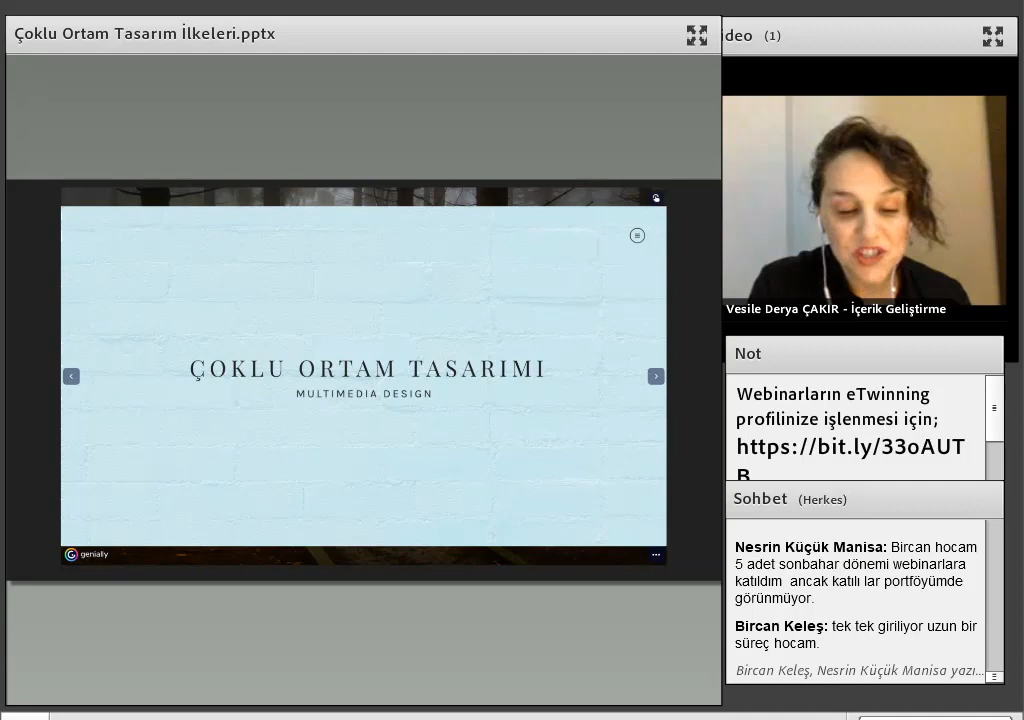 Çoklu Ortam Tasarım İlkeleri.pptx
ideo (1)
ÇOKLU ORTAM TASARIMI
MULTIMEDIA DESIGN
genially
Vesile Derya ÇAKIR - İçerik Geliştirme
Not
Webinarların eTwinning
profilinize işlenmesi için;
https://bit.ly/33oAUT
B
Sohbet (Herkes)
Nesrin Küçük Manisa: Bircan hocam
5 adet sonbahar dönemi webinarlara
katıldım ancak katılı lar portföyümde
görünmüyor.
Bircan Keleş: tek tek giriliyor uzun bir
süreç hocam.
Bircan Keleş, Nesrin Küçük Manisa yazı...